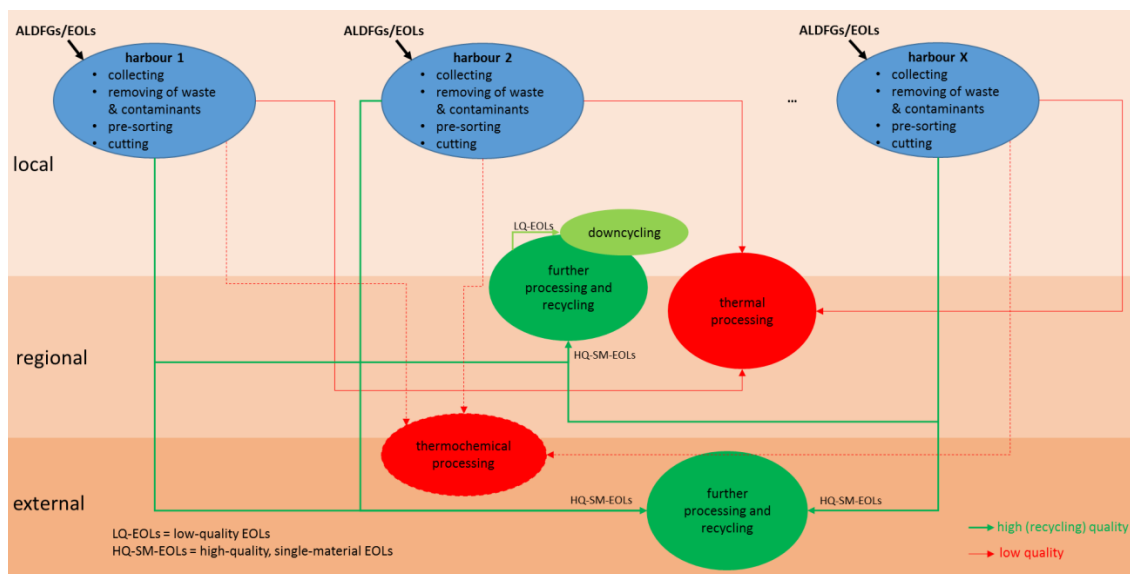 ALDFGs/EOLs
harbour 1
• collecting
• removing of waste
& contaminants
• pre-sorting
• cutting
ALDFGs/EOLs
harbour 2
• collecting
• removing of waste
& contaminants
• pre-sorting
• cutting
...
ALDFGs/EOLs
harbour X
• collecting
• removing of waste
& contaminants
• pre-sorting
• cutting
local
LQ-EOLs
downcycling
further
processing and
recycling
thermal
processing
regional
HQ-SM-EOLs
thermochemical
processing
external
HQ-SM-EOLs
further
processing and
recycling
HQ-SM-EOLs
LQ-EOLs = low-quality EOLs
HQ-SM-EOLs = high-quality, single-material EOLs
high (recycling) quality
low quality